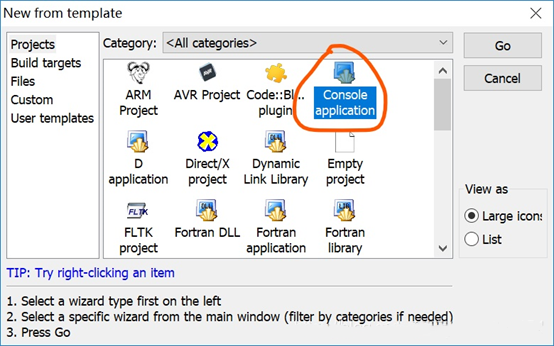 New from template
Projects
Build targets
Files
Custom
User templates
Category: <All categories>
Go
Cancel
ARM
Project
AVR Project
Code::Bl...
plugin
Console
application
D
application
Direct/X
project
Dynamic
Link Library
Empty
project
FLTK
FLTK
project
DLL
Fortran DLL
Fortran
application
Fortran
library
View as
Large icons
List
TIP: Try right-clicking an item
1. Select a wizard type first on the left
2. Select a specific wizard from the main window (filter by categories if needed)
3. Press Go